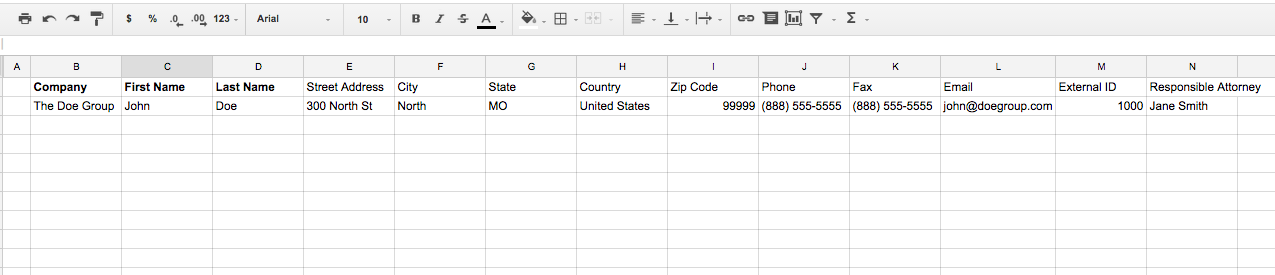 $ % .0 .00 123 Arial 10 B I S A Σ
A B C D E F G H I J K L M N
Company First Name Last Name Street Address City State Country Zip Code Phone Fax Email External ID Responsible Attorney
The Doe Group John Doe 300 North St North MO United States 99999 (888) 555-5555 (888) 555-5555 john@doegroup.com 1000 Jane Smith